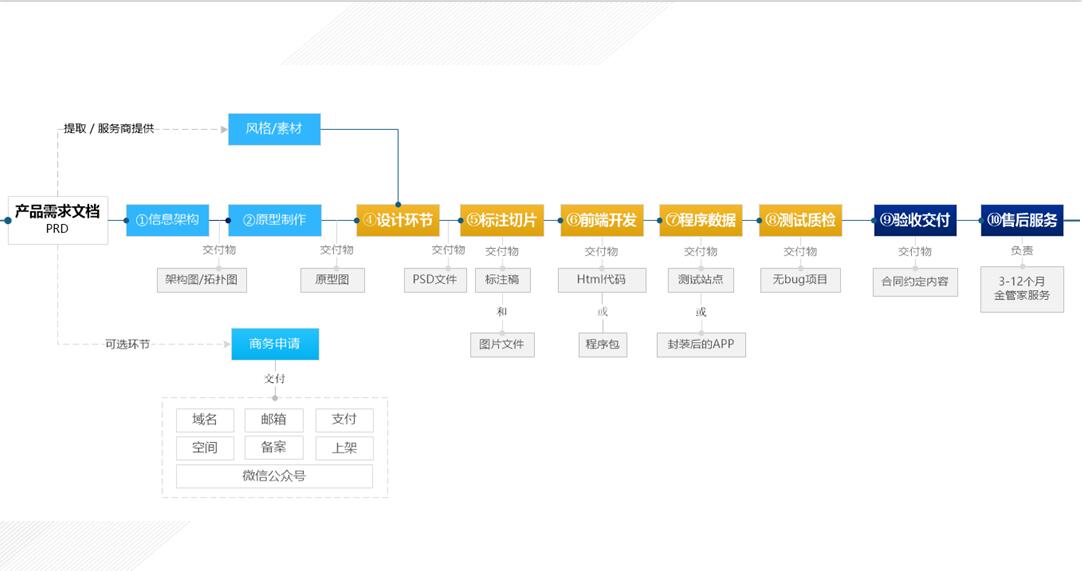 提取 / 服务商提供
风格/素材
产品需求文档
PRD
①信息架构
②原型制作
④设计环节
⑤标注切片
⑥前端开发
⑦程序数据
⑧测试质检
⑨验收交付
⑩售后服务
交付物
交付物
交付物
交付物
交付物
交付物
交付物
交付物
负责
架构图/拓扑图
原型图
PSD文件
标注稿
Html代码
测试站点
无bug项目
合同约定内容
3-12个月
金管家服务
和
或
或
图片文件
程序包
封装后的APP
可选环节
商务申请
交付
域名
邮箱
支付
空间
备案
上架
微信公众号